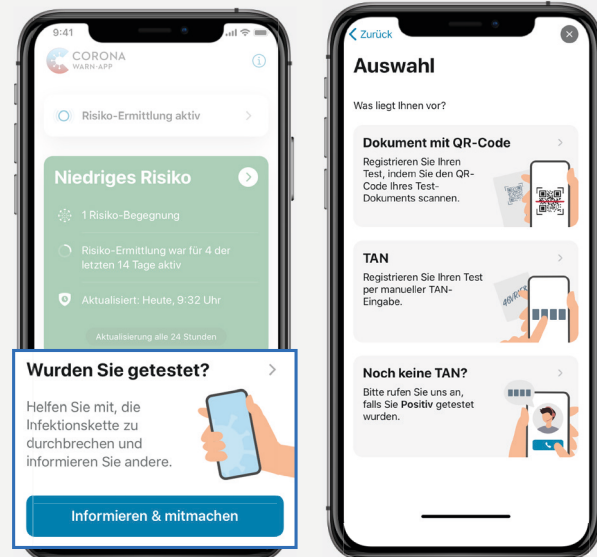 9:41
CORONA
WARN-APP
Risiko-Ermittlung aktiv
Niedriges Risiko
1 Risiko-Begegnung
Risiko-Ermittlung war für 4 der
letzten 14 Tage aktiv
Aktualisiert: Heute, 9:32 Uhr
Aktualisierung alle 24 Stunden
Wurden Sie getestet?
Helfen Sie mit, die
Infektionskette zu
durchbrechen und
informieren Sie andere.
Informieren & mitmachen
Zurück
Auswahl
Was liegt Ihnen vor?
Dokument mit QR-Code
Registrieren Sie Ihren
Test, indem Sie den QR-
Code Ihres Test-
Dokuments scannen.
TAN
Registrieren Sie Ihren Test
per manueller TAN-
Eingabe.
Noch keine TAN?
Bitte rufen Sie uns an,
falls Sie Positiv getestet
wurden.